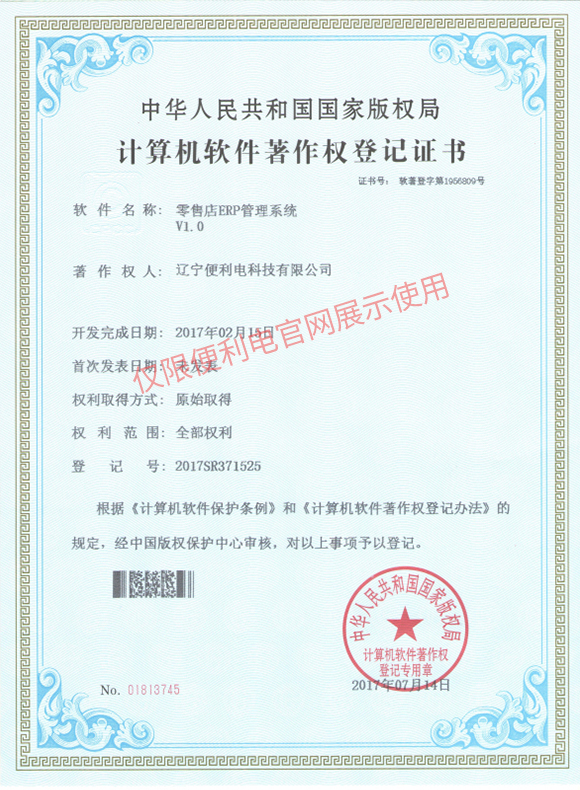 中华人民共和国国家版权局
计算机软件著作权登记证书
证书号： 软著登字第1956809号
软件名称： 零售店ERP管理系统
V1.0
著作权人： 辽宁便利电科技有限公司
开发完成日期： 2017年02月15日
首次发表日期： 未发表
权利取得方式： 原始取得
权利范围： 全部权利
登记号： 2017SR371525
根据《计算机软件保护条例》和《计算机软件著作权登记办法》的
规定，经中国版权保护中心审核，对以上事项予以登记。
仅限便利电官网展示使用
中华人民共和国国家版权局
计算机软件著作权
登记专用章
2017年07月14日
No. 01813745